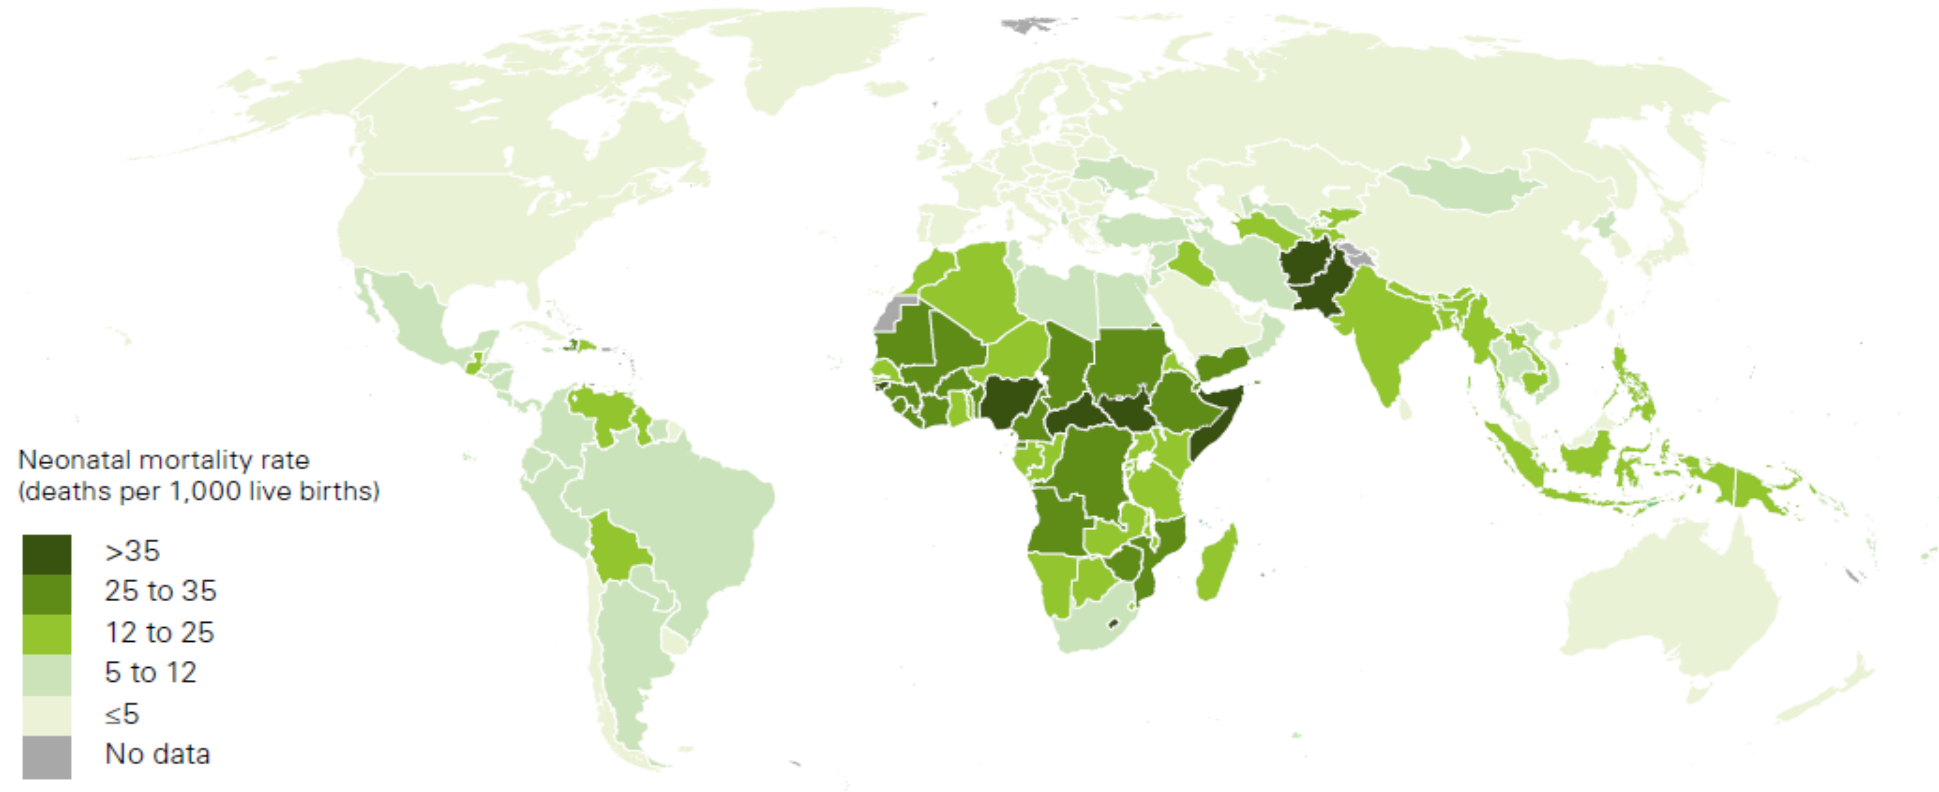 Neonatal mortality rate
(deaths per 1,000 live births)
>35
25 to 35
12 to 25
5 to 12
≤5
No data